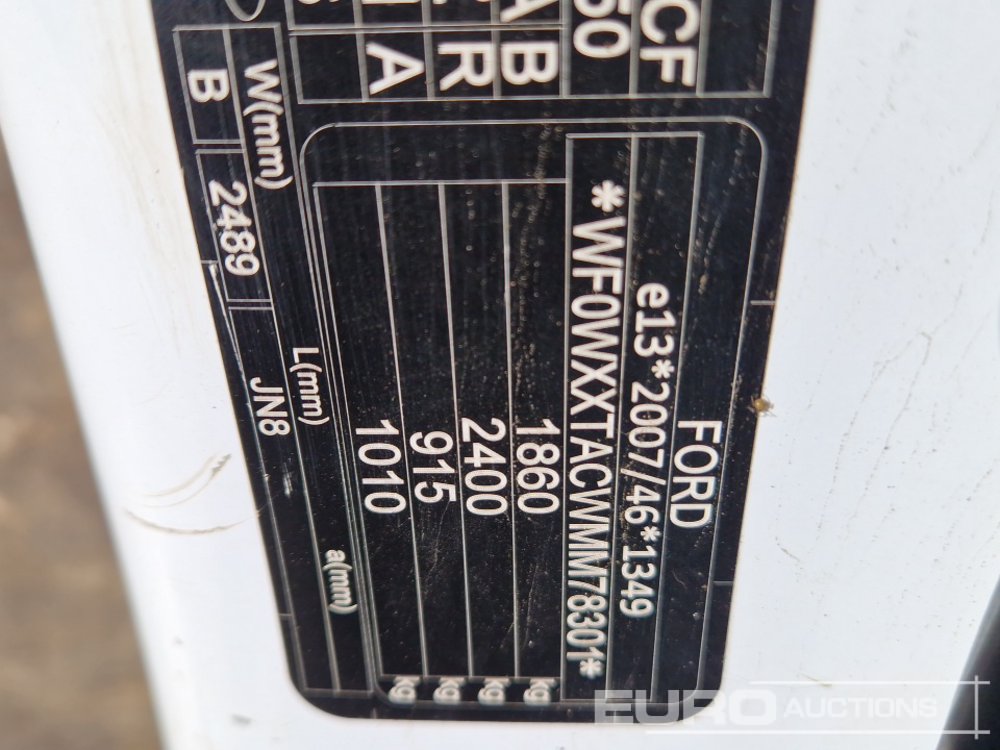 FORD
e13*2007/46*1349
*WF0WXXTACWMM78301*
1860 kg
2400 kg
915 kg
1010 kg
L(mm) a(mm)
W(mm) JN8
B 2489
CF
50
A B
R
A
EURO AUCTIONS